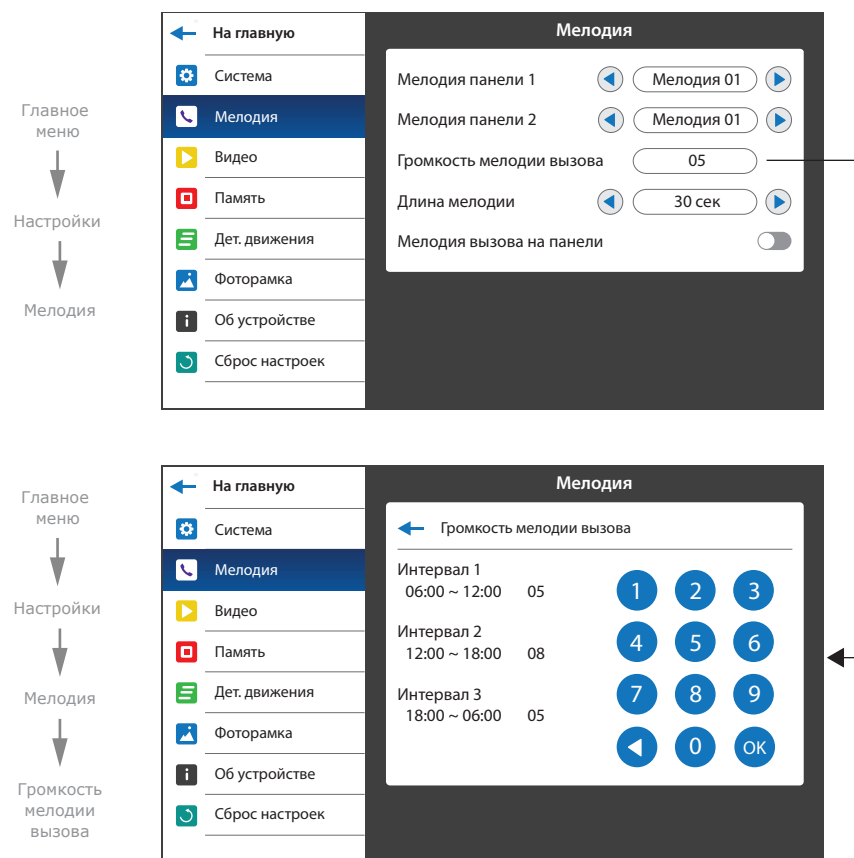 Главное
меню
Настройки
Мелодия
На главную
Система
Мелодия
Видео
Память
Дет. движения
Фоторамка
Об устройстве
Сброс настроек
Мелодия
Мелодия панели 1 Мелодия 01
Мелодия панели 2 Мелодия 01
Громкость мелодии вызова 05
Длина мелодии 30 сек
Мелодия вызова на панели
Главное
меню
Настройки
Мелодия
Громкость
мелодии
вызова
На главную
Система
Мелодия
Видео
Память
Дет. движения
Фоторамка
Об устройстве
Сброс настроек
Мелодия
Громкость мелодии вызова
Интервал 1
06:00 ~ 12:00 05
Интервал 2
12:00 ~ 18:00 08
Интервал 3
18:00 ~ 06:00 05
1 2 3
4 5 6
7 8 9
0 OK